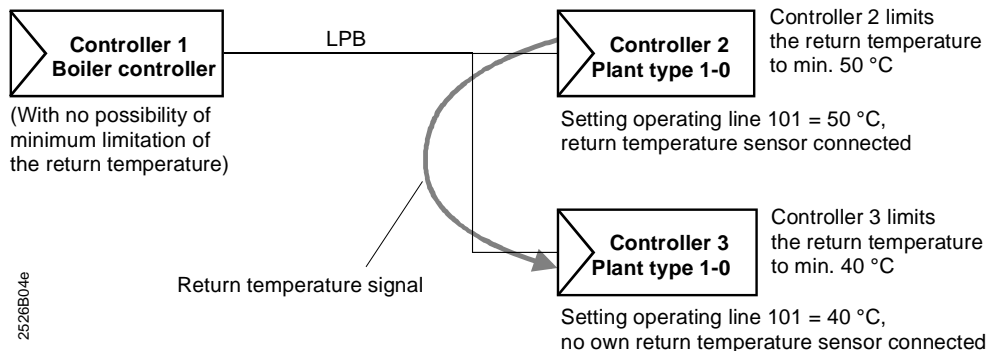 Controller 1
Boiler controller
(With no possibility of
minimum limitation of
the return temperature)
LPB
Controller 2
Plant type 1-0
Controller 2 limits
the return temperature
to min. 50 °C
Setting operating line 101 = 50 °C,
return temperature sensor connected
Return temperature signal
Controller 3
Plant type 1-0
Controller 3 limits
the return temperature
to min. 40 °C
Setting operating line 101 = 40 °C,
no own return temperature sensor connected
2526B04e